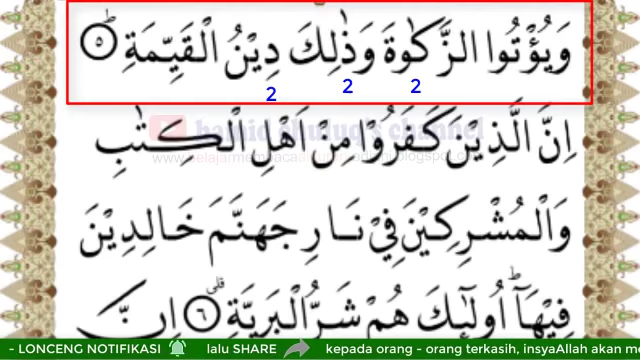 وَيُؤْتُوا الزَّكٰوةَ وَذٰلِكَ دِيْنُ الْقَيِّمَةِۗ ٥
2 2 2
اِنَّ الَّذِيْنَ كَفَرُوْا مِنْ اَهْلِ الْكِتٰبِ
وَالْمُشْرِكِيْنَ فِيْ نَارِ جَهَنَّمَ خَالِدِيْنَ
فِيْهَاۗ اُولٰۤىِٕكَ هُمْ شَرُّ الْبَرِيَّةِۗ ٦ اِنَّ
- LONCENG NOTIFIKASI lalu SHARE kepada orang - orang terkasih, insyaAllah akan m